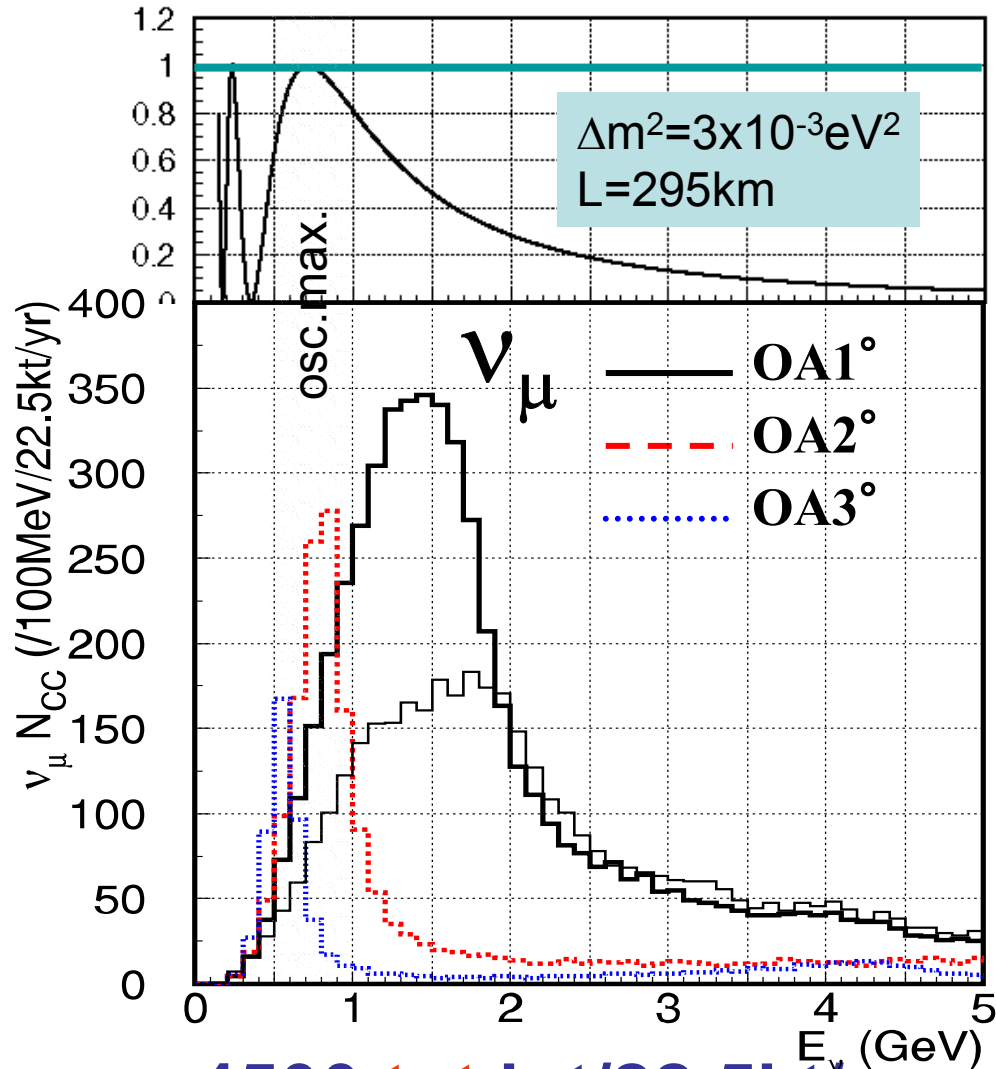 1.2
1
0.8
0.6
0.4
0.2
0
Δm²=3x10⁻³eV²
L=295km
osc.max.
ν_μ N_CC (/100MeV/22.5kt/yr)
400
350
300
250
200
150
100
50
0
ν_μ
OA1°
OA2°
OA3°
0 1 2 3 4 5
E_ν (GeV)